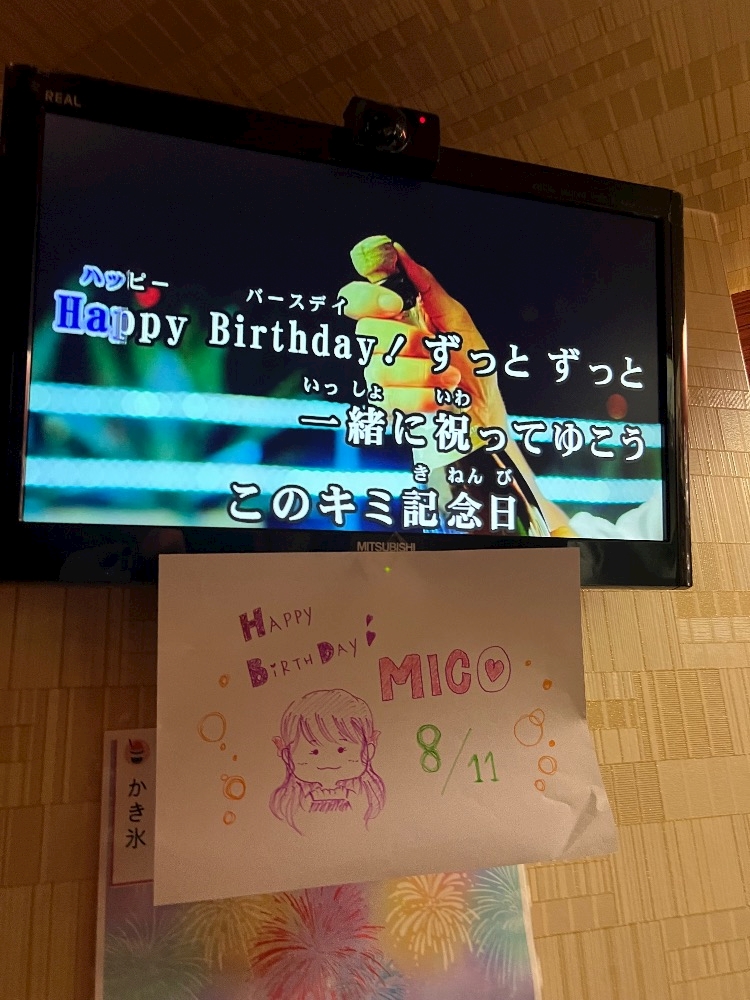 REAL
ハッピー バースデイ
Happy Birthday! ずっと ずっと
いっしょ いわ
一緒に祝ってゆこう
き ねん び
このキミ記念日
MITSUBISHI
HAPPY
BiRTHDAY!
MICO
8/11
かき氷